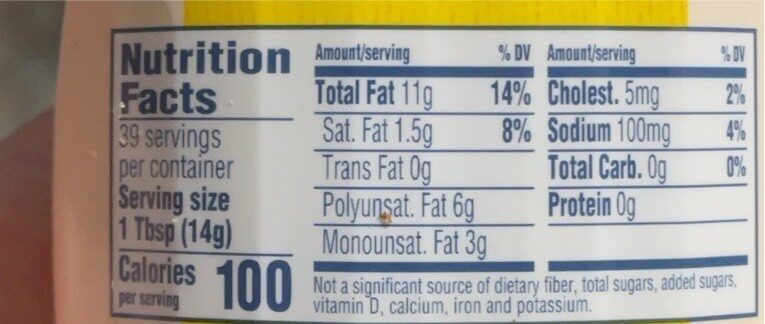 Nutrition
Facts
39 servings
per container
Serving size
1 Tbsp (14g)
Calories 100
per serving
Amount/serving % DV
Total Fat 11g 14%
Sat. Fat 1.5g 8%
Trans Fat 0g
Polyunsat. Fat 6g
Monounsat. Fat 3g
Amount/serving % DV
Cholest. 5mg 2%
Sodium 100mg 4%
Total Carb. 0g 0%
Protein 0g
Not a significant source of dietary fiber, total sugars, added sugars,
vitamin D, calcium, iron and potassium.